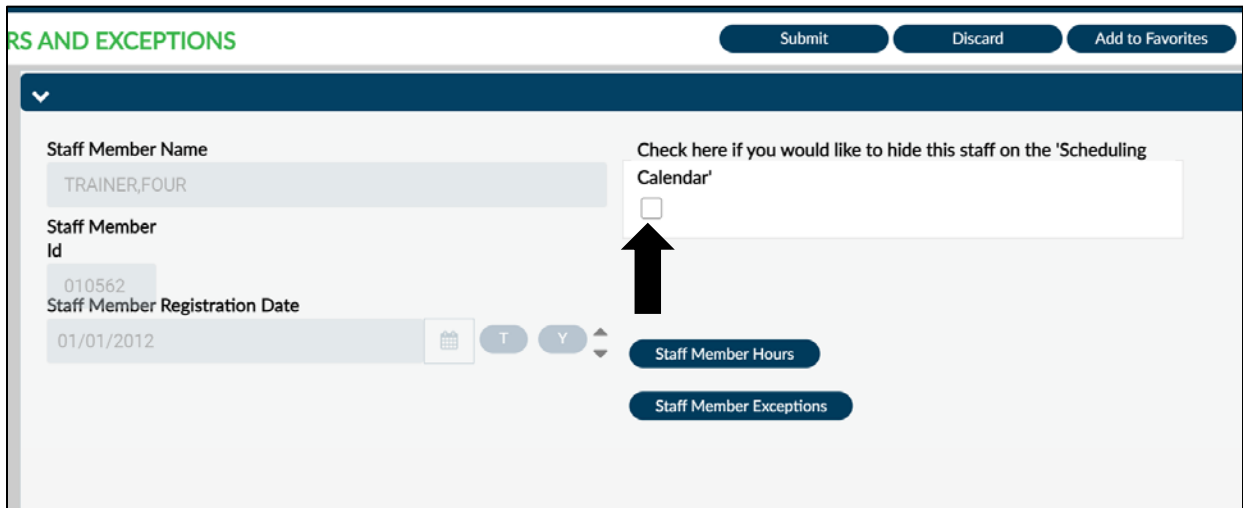 RS AND EXCEPTIONS
Submit
Discard
Add to Favorites
Staff Member Name
TRAINER,FOUR
Staff Member
Id
010562
Staff Member Registration Date
01/01/2012
T
Y
Check here if you would like to hide this staff on the 'Scheduling
Calendar'
Staff Member Hours
Staff Member Exceptions